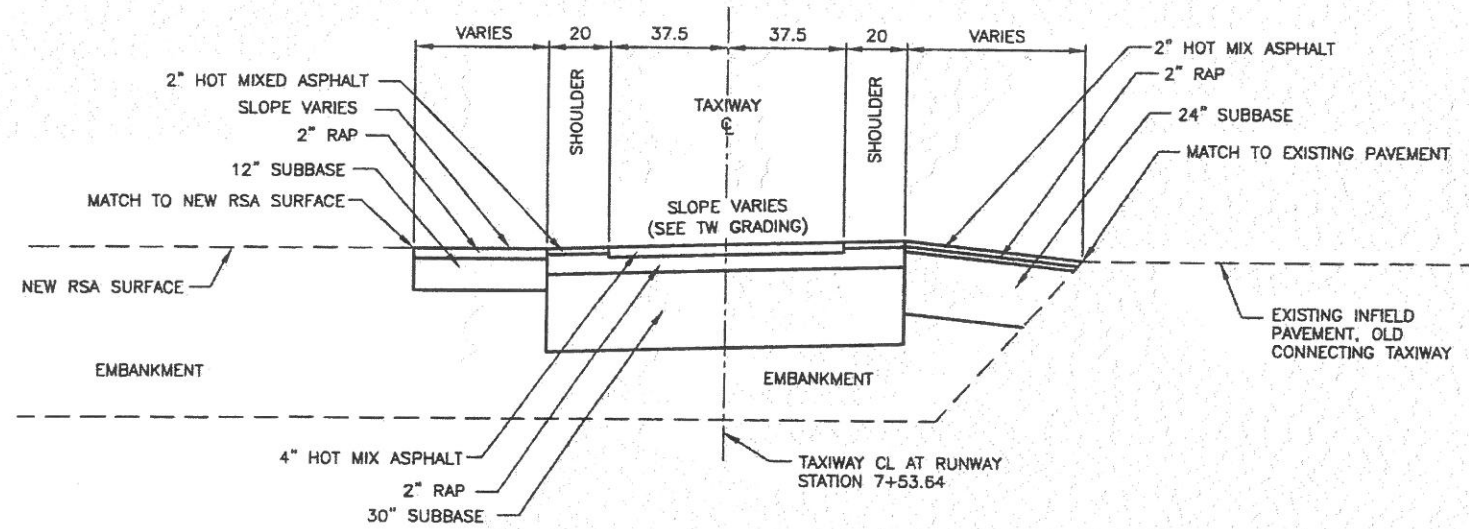 VARIES
20
37.5
37.5
20
VARIES
2" HOT MIXED ASPHALT
SLOPE VARIES
2" RAP
12" SUBBASE
MATCH TO NEW RSA SURFACE
NEW RSA SURFACE
SHOULDER
TAXIWAY
℄
SHOULDER
SLOPE VARIES
(SEE TW GRADING)
2" HOT MIX ASPHALT
2" RAP
24" SUBBASE
MATCH TO EXISTING PAVEMENT
EXISTING INFIELD
PAVEMENT, OLD
CONNECTING TAXIWAY
EMBANKMENT
EMBANKMENT
4" HOT MIX ASPHALT
2" RAP
30" SUBBASE
TAXIWAY CL AT RUNWAY
STATION 7+53.64